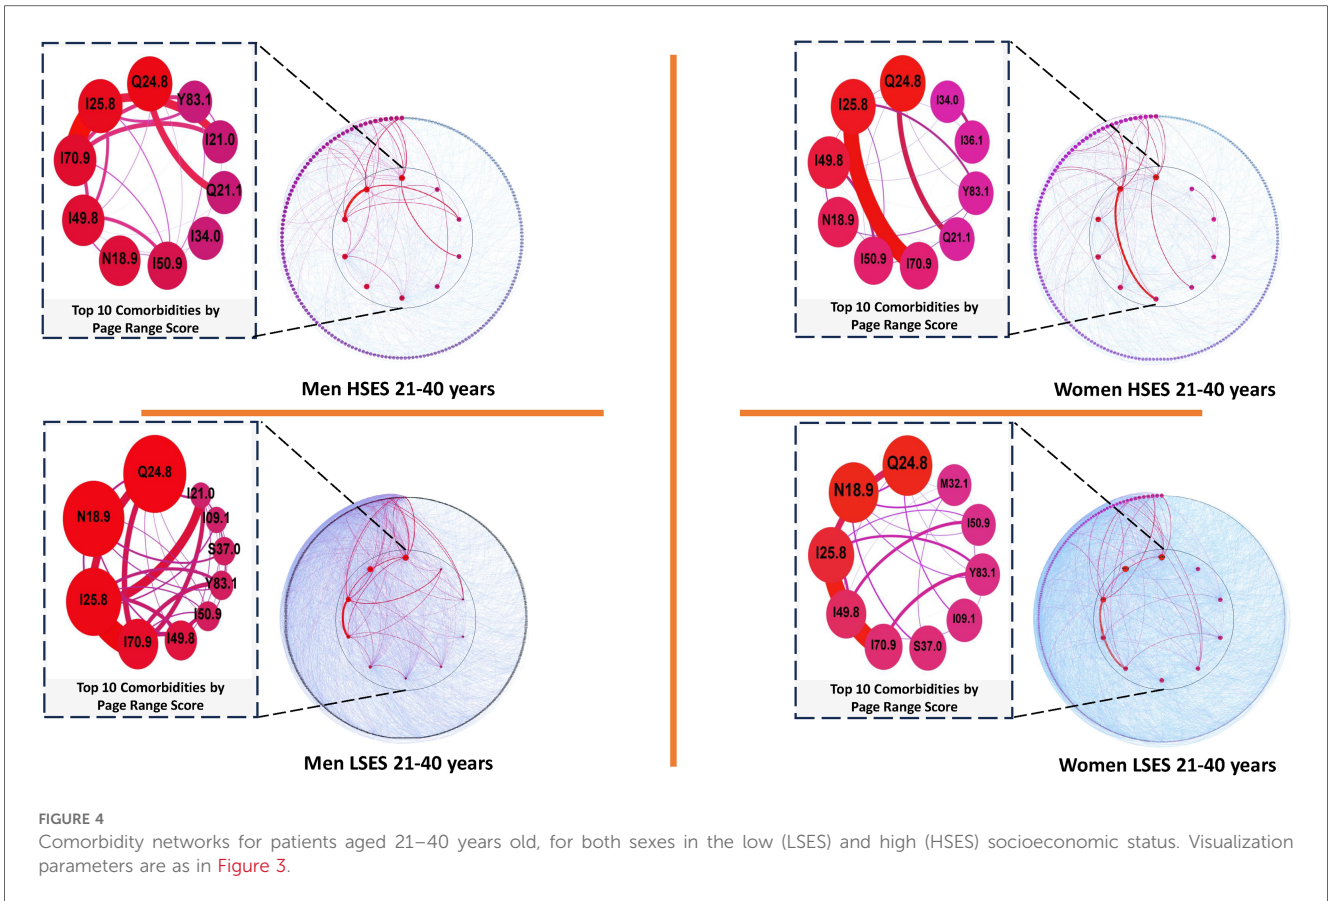 Q24.8
Y83.1
I25.8
I21.0
I70.9
Q21.1
I49.8
I34.0
N18.9
I50.9
Top 10 Comorbidities by
Page Range Score
Men HSES 21-40 years
Q24.8
I34.0
I25.8
I36.1
I49.8
Y83.1
N18.9
Q21.1
I50.9
I70.9
Top 10 Comorbidities by
Page Range Score
Women HSES 21-40 years
Q24.8
I21.0
N18.9
I09.1
S37.0
I25.8
Y83.1
I50.9
I70.9
I49.8
Top 10 Comorbidities by
Page Range Score
Men LSES 21-40 years
Q24.8
M32.1
N18.9
I50.9
I25.8
Y83.1
I49.8
I09.1
I70.9
S37.0
Top 10 Comorbidities by
Page Range Score
Women LSES 21-40 years
FIGURE 4
Comorbidity networks for patients aged 21–40 years old, for both sexes in the low (LSES) and high (HSES) socioeconomic status. Visualization
parameters are as in Figure 3.